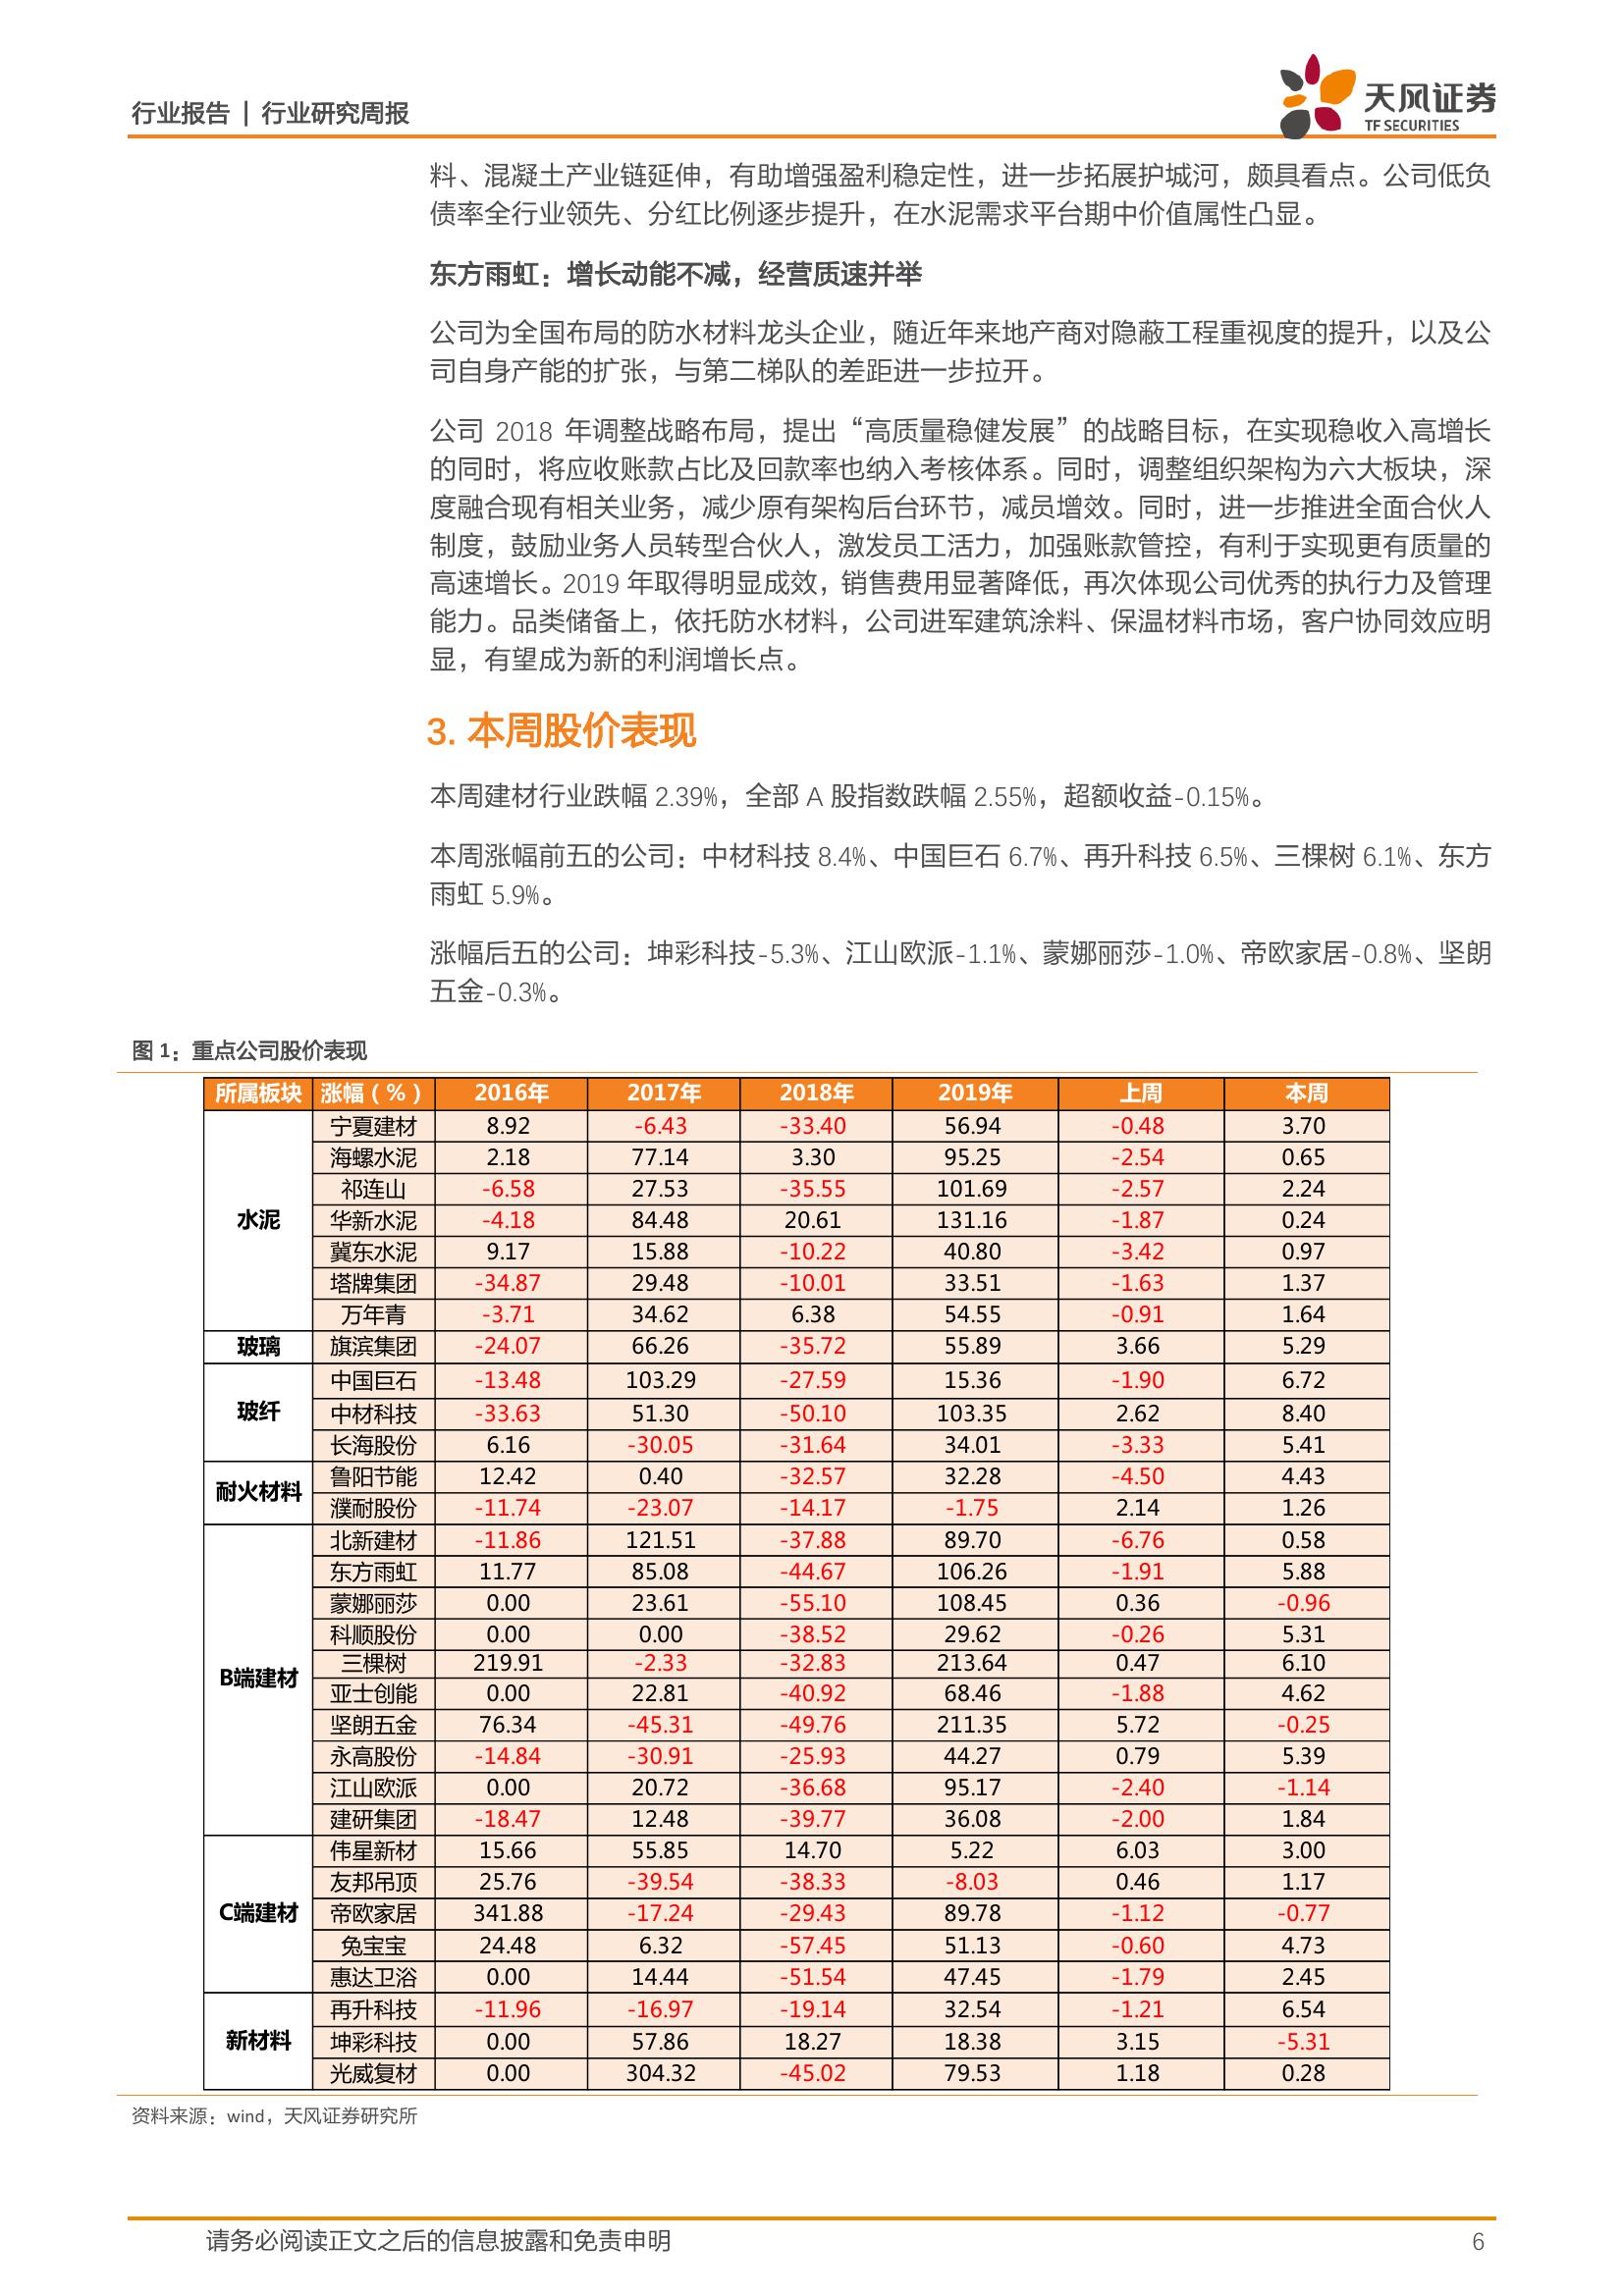 行业报告 | 行业研究周报
天风证券
TF SECURITIES
料、混凝土产业链延伸，有助增强盈利稳定性，进一步拓展护城河，颇具看点。公司低负
债率全行业领先、分红比例逐步提升，在水泥需求平台期中价值属性凸显。
东方雨虹：增长动能不减，经营质速并举
公司为全国布局的防水材料龙头企业，随近年来地产商对隐蔽工程重视度的提升，以及公
司自身产能的扩张，与第二梯队的差距进一步拉开。
公司 2018 年调整战略布局，提出“高质量稳健发展”的战略目标，在实现稳收入高增长
的同时，将应收账款占比及回款率也纳入考核体系。同时，调整组织架构为六大板块，深
度融合现有相关业务，减少原有架构后台环节，减员增效。同时，进一步推进全面合伙人
制度，鼓励业务人员转型合伙人，激发员工活力，加强账款管控，有利于实现更有质量的
高速增长。2019 年取得明显成效，销售费用显著降低，再次体现公司优秀的执行力及管理
能力。品类储备上，依托防水材料，公司进军建筑涂料、保温材料市场，客户协同效应明
显，有望成为新的利润增长点。
3. 本周股价表现
本周建材行业跌幅 2.39%，全部 A 股指数跌幅 2.55%，超额收益-0.15%。
本周涨幅前五的公司：中材科技 8.4%、中国巨石 6.7%、再升科技 6.5%、三棵树 6.1%、东方
雨虹 5.9%。
涨幅后五的公司：坤彩科技-5.3%、江山欧派-1.1%、蒙娜丽莎-1.0%、帝欧家居-0.8%、坚朗
五金-0.3%。
图 1：重点公司股价表现
所属板块 涨幅（%） 2016年 2017年 2018年 2019年 上周 本周
水泥 宁夏建材 8.92 -6.43 -33.40 56.94 -0.48 3.70
海螺水泥 2.18 77.14 3.30 95.25 -2.54 0.65
祁连山 -6.58 27.53 -35.55 101.69 -2.57 2.24
华新水泥 -4.18 84.48 20.61 131.16 -1.87 0.24
冀东水泥 9.17 15.88 -10.22 40.80 -3.42 0.97
塔牌集团 -34.87 29.48 -10.01 33.51 -1.63 1.37
万年青 -3.71 34.62 6.38 54.55 -0.91 1.64
玻璃 旗滨集团 -24.07 66.26 -35.72 55.89 3.66 5.29
玻纤 中国巨石 -13.48 103.29 -27.59 15.36 -1.90 6.72
中材科技 -33.63 51.30 -50.10 103.35 2.62 8.40
长海股份 6.16 -30.05 -31.64 34.01 -3.33 5.41
耐火材料 鲁阳节能 12.42 0.40 -32.57 32.28 -4.50 4.43
濮耐股份 -11.74 -23.07 -14.17 -1.75 2.14 1.26
B端建材 北新建材 -11.86 121.51 -37.88 89.70 -6.76 0.58
东方雨虹 11.77 85.08 -44.67 106.26 -1.91 5.88
蒙娜丽莎 0.00 23.61 -55.10 108.45 0.36 -0.96
科顺股份 0.00 0.00 -38.52 29.62 -0.26 5.31
三棵树 219.91 -2.33 -32.83 213.64 0.47 6.10
亚士创能 0.00 22.81 -40.92 68.46 -1.88 4.62
坚朗五金 76.34 -45.31 -49.76 211.35 5.72 -0.25
永高股份 -14.84 -30.91 -25.93 44.27 0.79 5.39
江山欧派 0.00 20.72 -36.68 95.17 -2.40 -1.14
建研集团 -18.47 12.48 -39.77 36.08 -2.00 1.84
C端建材 伟星新材 15.66 55.85 14.70 5.22 6.03 3.00
友邦吊顶 25.76 -39.54 -38.33 -8.03 0.46 1.17
帝欧家居 341.88 -17.24 -29.43 89.78 -1.12 -0.77
兔宝宝 24.48 6.32 -57.45 51.13 -0.60 4.73
惠达卫浴 0.00 14.44 -51.54 47.45 -1.79 2.45
新材料 再升科技 -11.96 -16.97 -19.14 32.54 -1.21 6.54
坤彩科技 0.00 57.86 18.27 18.38 3.15 -5.31
光威复材 0.00 304.32 -45.02 79.53 1.18 0.28
资料来源：wind，天风证券研究所
请务必阅读正文之后的信息披露和免责申明 6